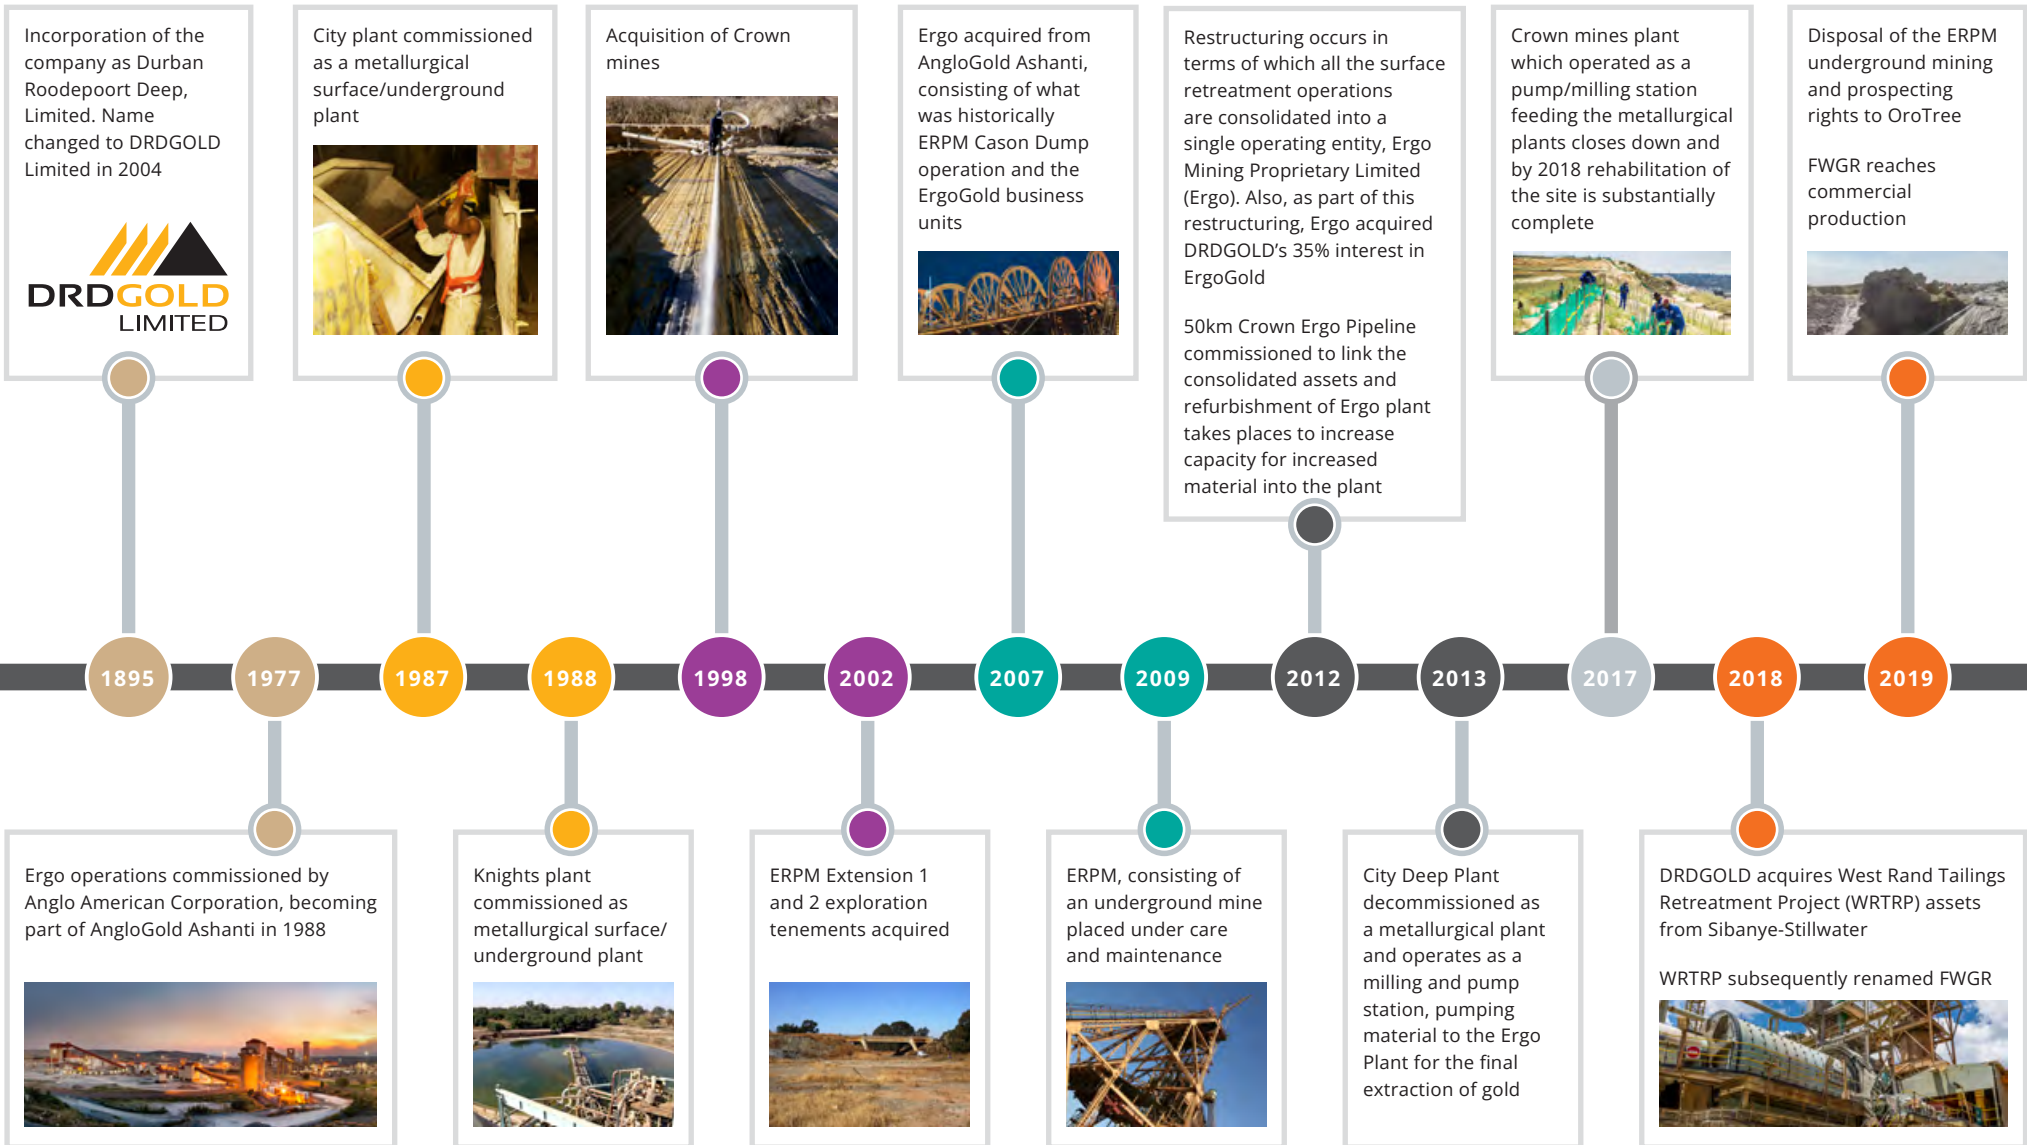 Incorporation of the
company as Durban
Roodepoort Deep,
Limited. Name
changed to DRDGOLD
Limited in 2004
DRDGOLD
LIMITED
City plant commissioned
as a metallurgical
surface/underground
plant
Acquisition of Crown
mines
Ergo acquired from
AngloGold Ashanti,
consisting of what
was historically
ERPM Cason Dump
operation and the
ErgoGold business
units
Restructuring occurs in
terms of which all the surface
retreatment operations
are consolidated into a
single operating entity, Ergo
Mining Proprietary Limited
(Ergo). Also, as part of this
restructuring, Ergo acquired
DRDGOLD’s 35% interest in
ErgoGold
50km Crown Ergo Pipeline
commissioned to link the
consolidated assets and
refurbishment of Ergo plant
takes places to increase
capacity for increased
material into the plant
Crown mines plant
which operated as a
pump/milling station
feeding the metallurgical
plants closes down and
by 2018 rehabilitation of
the site is substantially
complete
Disposal of the ERPM
underground mining
and prospecting
rights to OroTree
FWGR reaches
commercial
production
1895
1977
1987
1988
1998
2002
2007
2009
2012
2013
2017
2018
2019
Ergo operations commissioned by
Anglo American Corporation, becoming
part of AngloGold Ashanti in 1988
Knights plant
commissioned as
metallurgical surface/
underground plant
ERPM Extension 1
and 2 exploration
tenements acquired
ERPM, consisting of
an underground mine
placed under care
and maintenance
City Deep Plant
decommissioned as
a metallurgical plant
and operates as a
milling and pump
station, pumping
material to the Ergo
Plant for the final
extraction of gold
DRDGOLD acquires West Rand Tailings
Retreatment Project (WRTRP) assets
from Sibanye-Stillwater
WRTRP subsequently renamed FWGR